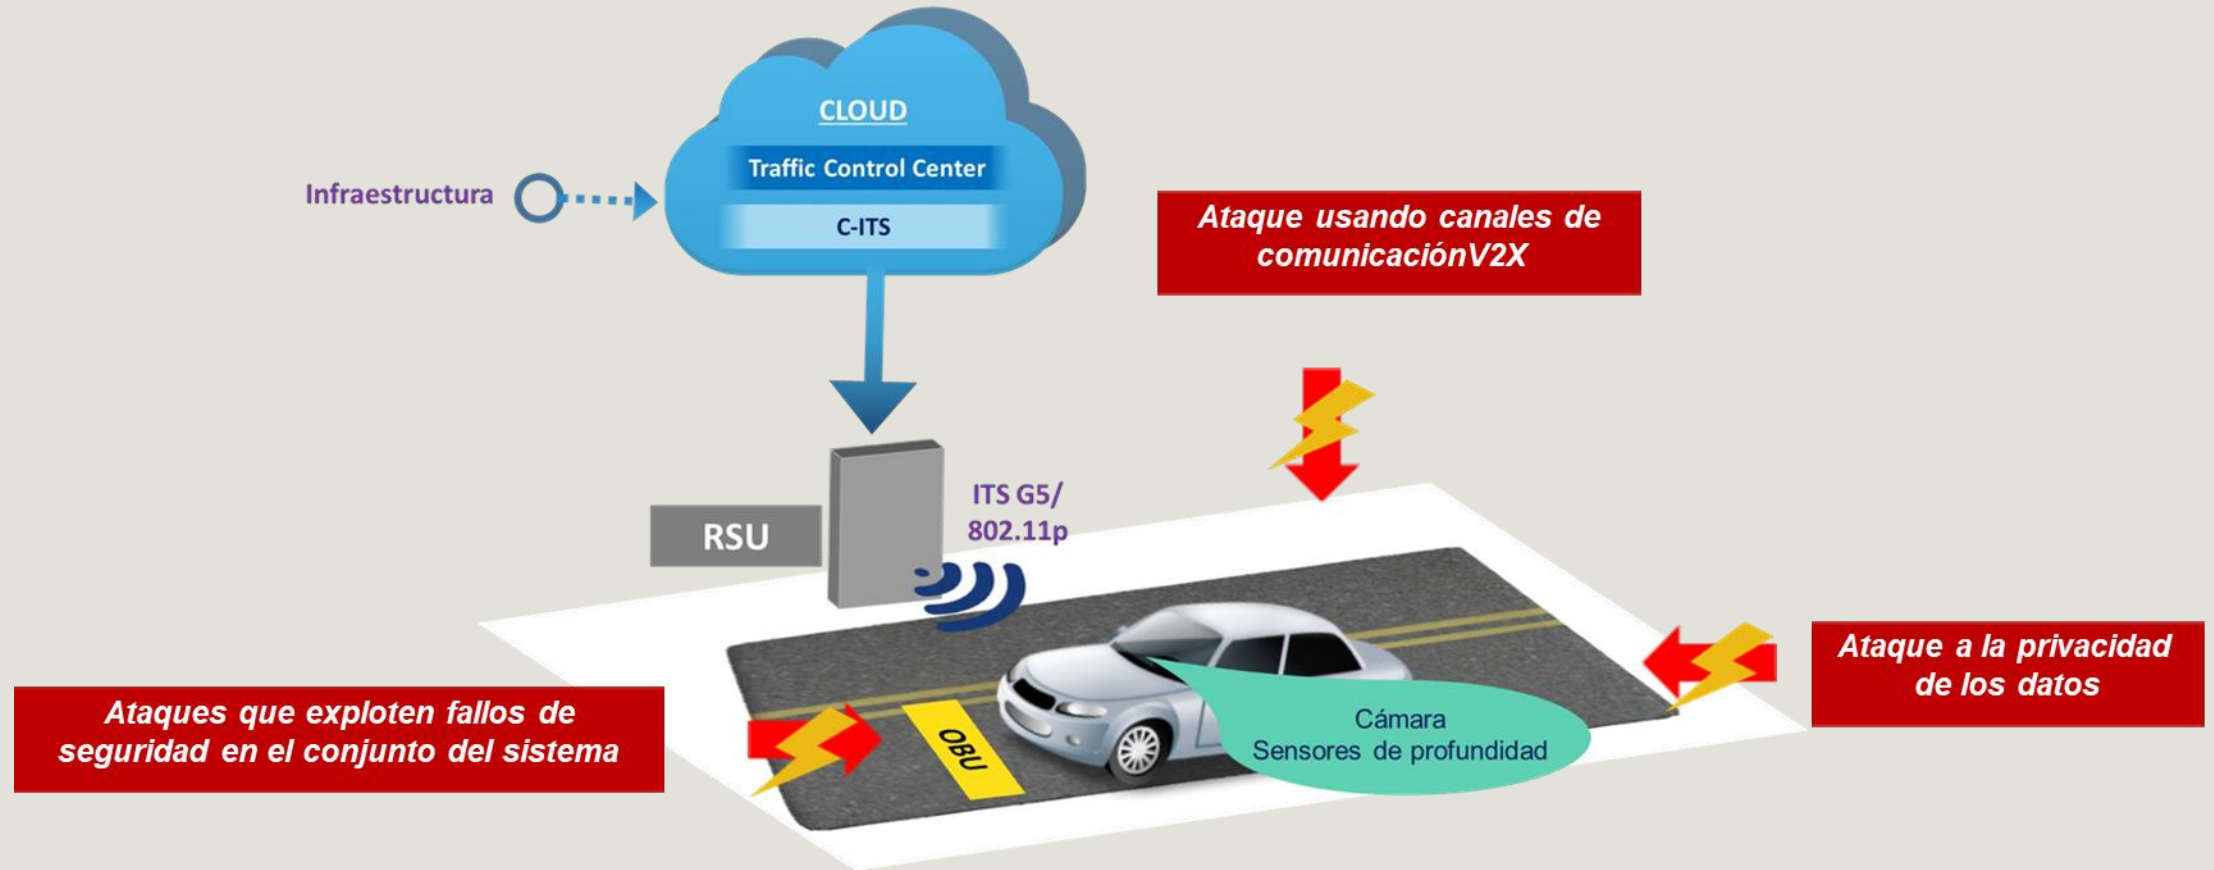 CLOUD
Traffic Control Center
C-ITS
Infraestructura
Ataque usando canales de
comunicaciónV2X
RSU
ITS G5/
802.11p
Ataques que exploten fallos de
seguridad en el conjunto del sistema
OBU
Cámara
Sensores de profundidad
Ataque a la privacidad
de los datos